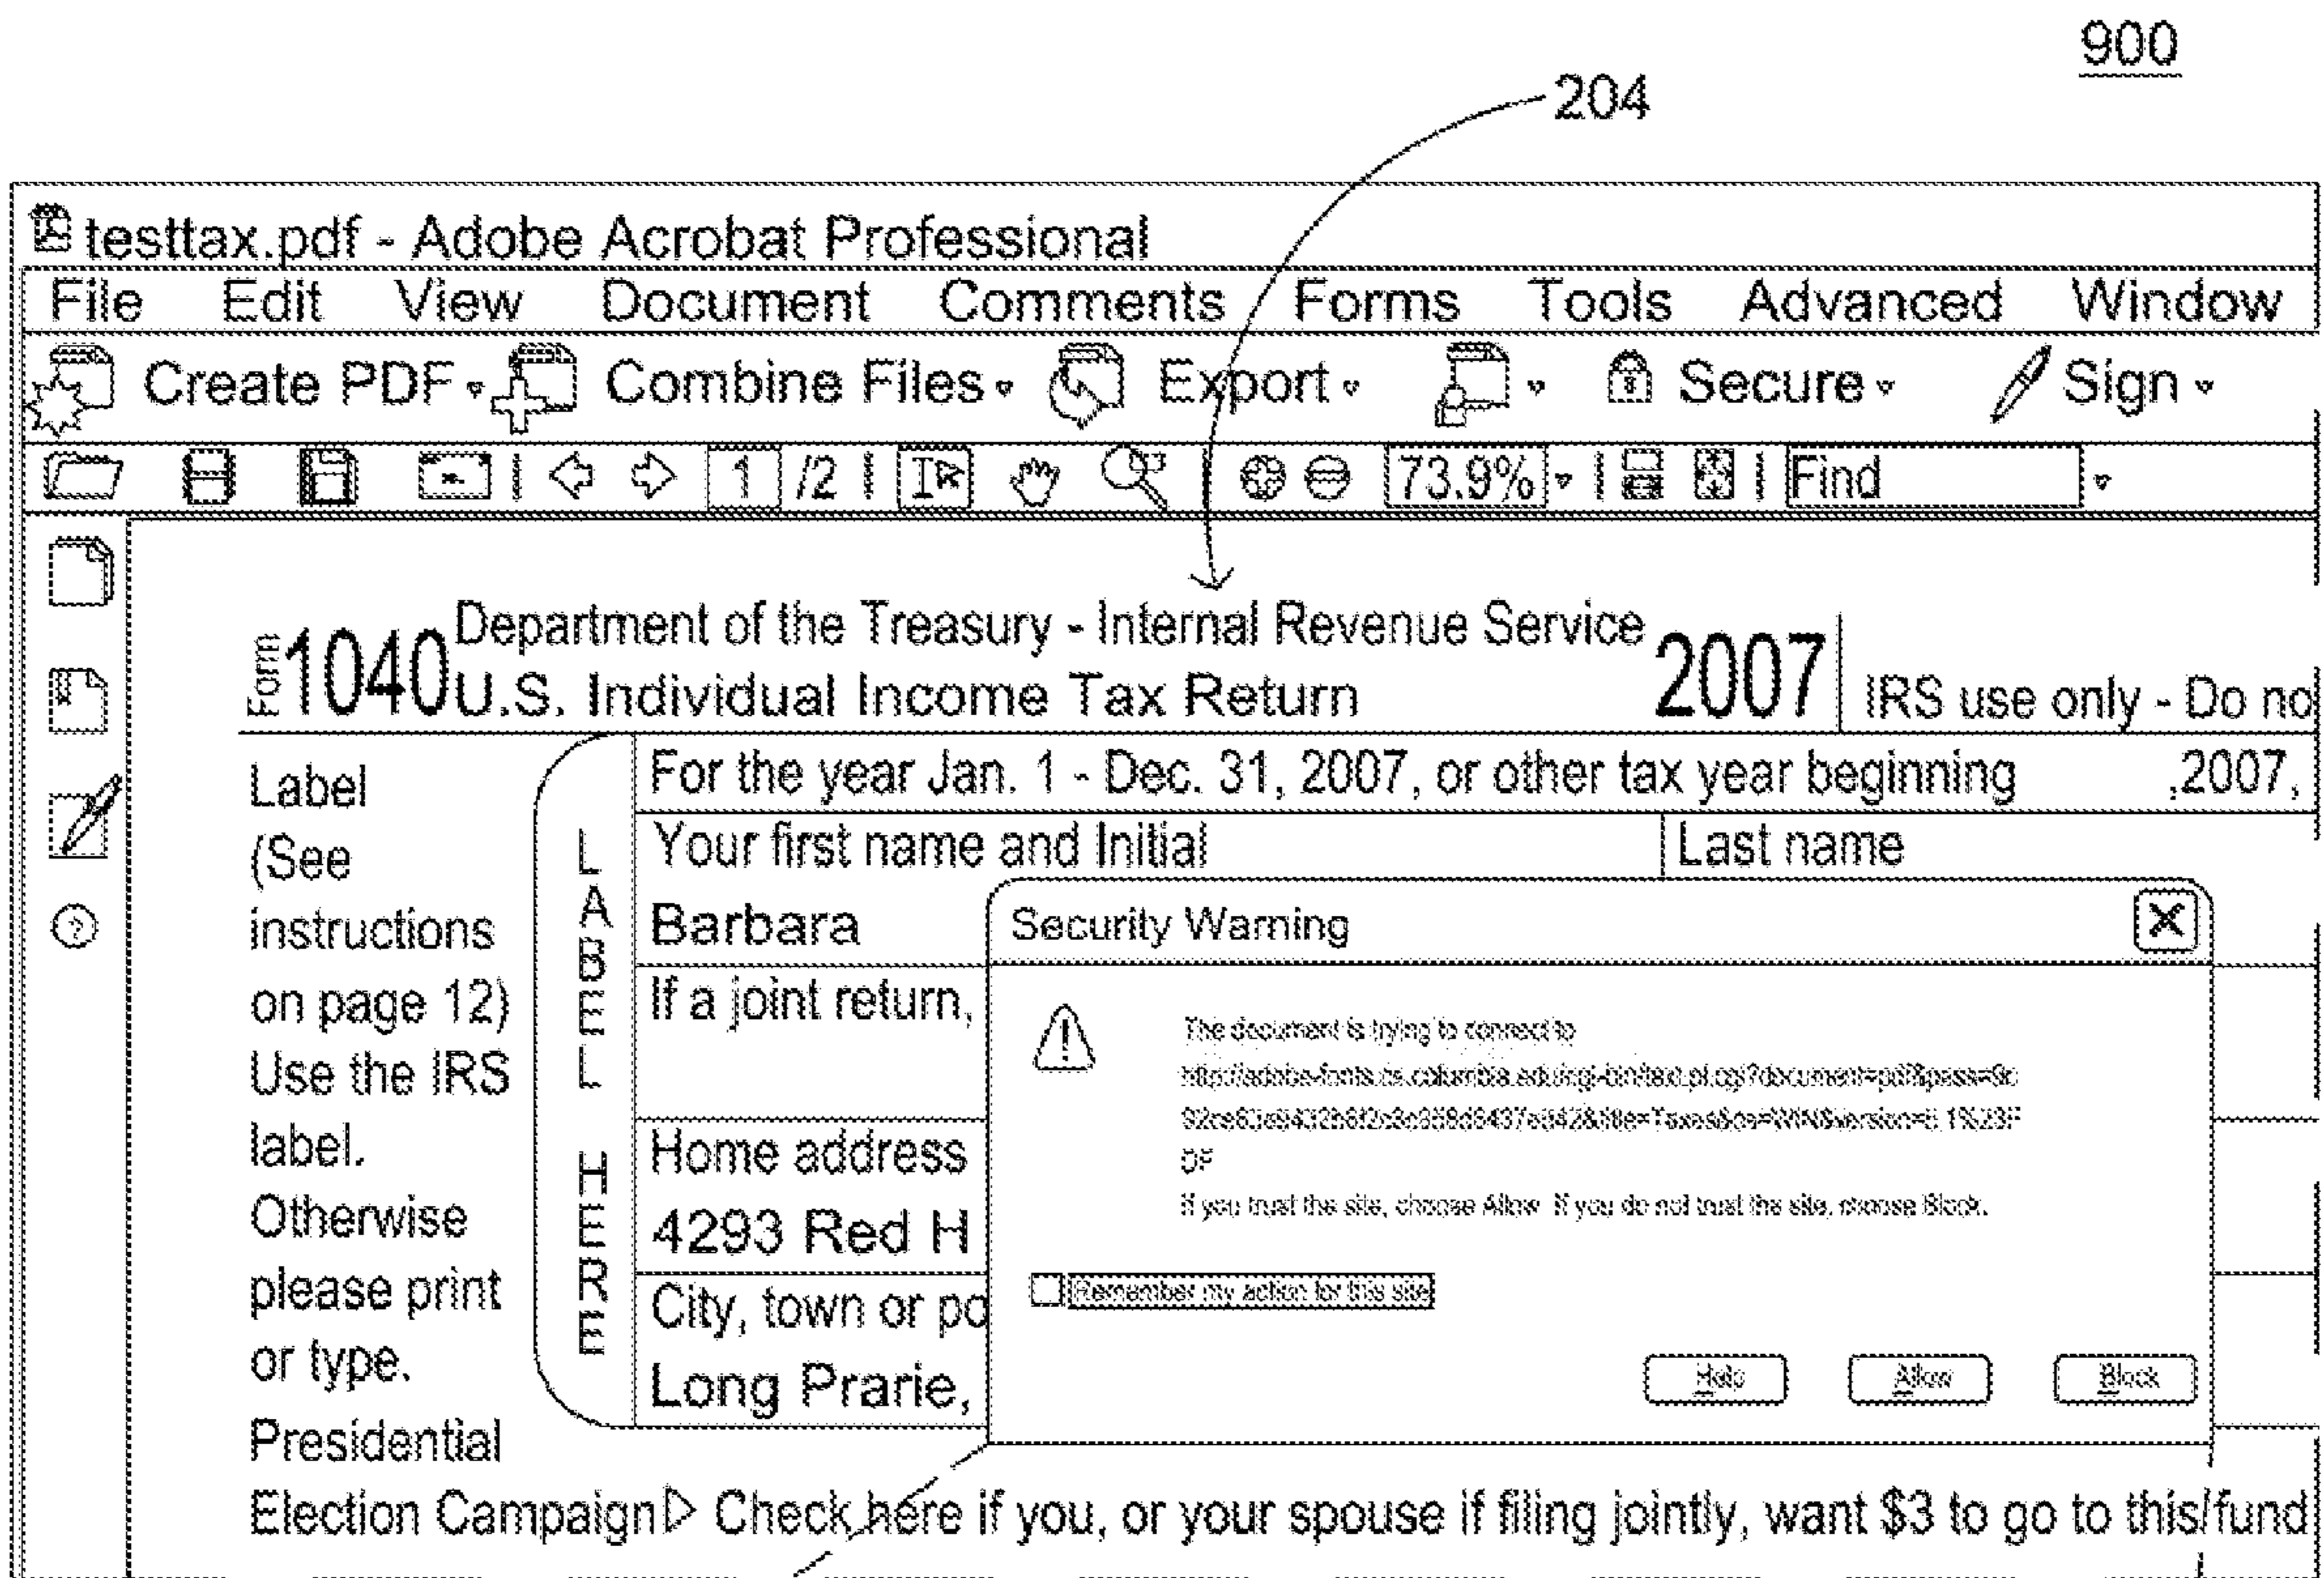 900
204
testtax.pdf - Adobe Acrobat Professional
File Edit View Document Comments Forms Tools Advanced Window
Create PDF Combine Files Export Secure Sign
1 /2 73.9% Find
Form 1040 Department of the Treasury - Internal Revenue Service
U.S. Individual Income Tax Return 2007 IRS use only - Do no
Label
(See
instructions
on page 12)
Use the IRS
label.
Otherwise
please print
or type.
Presidential
LABEL HERE
For the year Jan. 1 - Dec. 31, 2007, or other tax year beginning ,2007,
Your first name and Initial Last name
Barbara
If a joint return,
Home address
4293 Red H
City, town or po
Long Prarie,
Security Warning
The document is trying to connect to
DF
If you trust the site, choose Allow. If you do not trust the site, choose Block.
Remember my action for this site
Help Allow Block
Election Campaign Check here if you, or your spouse if filing jointly, want $3 to go to this fund